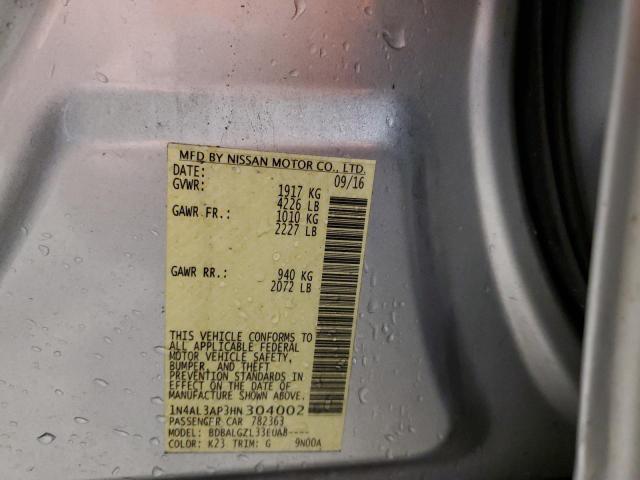 MFD BY NISSAN MOTOR CO., LTD.
DATE: 09/16
GVWR: 1917 KG
4226 LB
GAWR FR.: 1010 KG
2227 LB
GAWR RR.: 940 KG
2072 LB
THIS VEHICLE CONFORMS TO
ALL APPLICABLE FEDERAL
MOTOR VEHICLE SAFETY,
BUMPER, AND THEFT
PREVENTION STANDARDS IN
EFFECT ON THE DATE OF
MANUFACTURE SHOWN ABOVE.
1N4AL3AP3HN304002
PASSENGER CAR 782363
MODEL: BDBALGZL33EUA8----
COLOR: K23 TRIM: G 9N00A